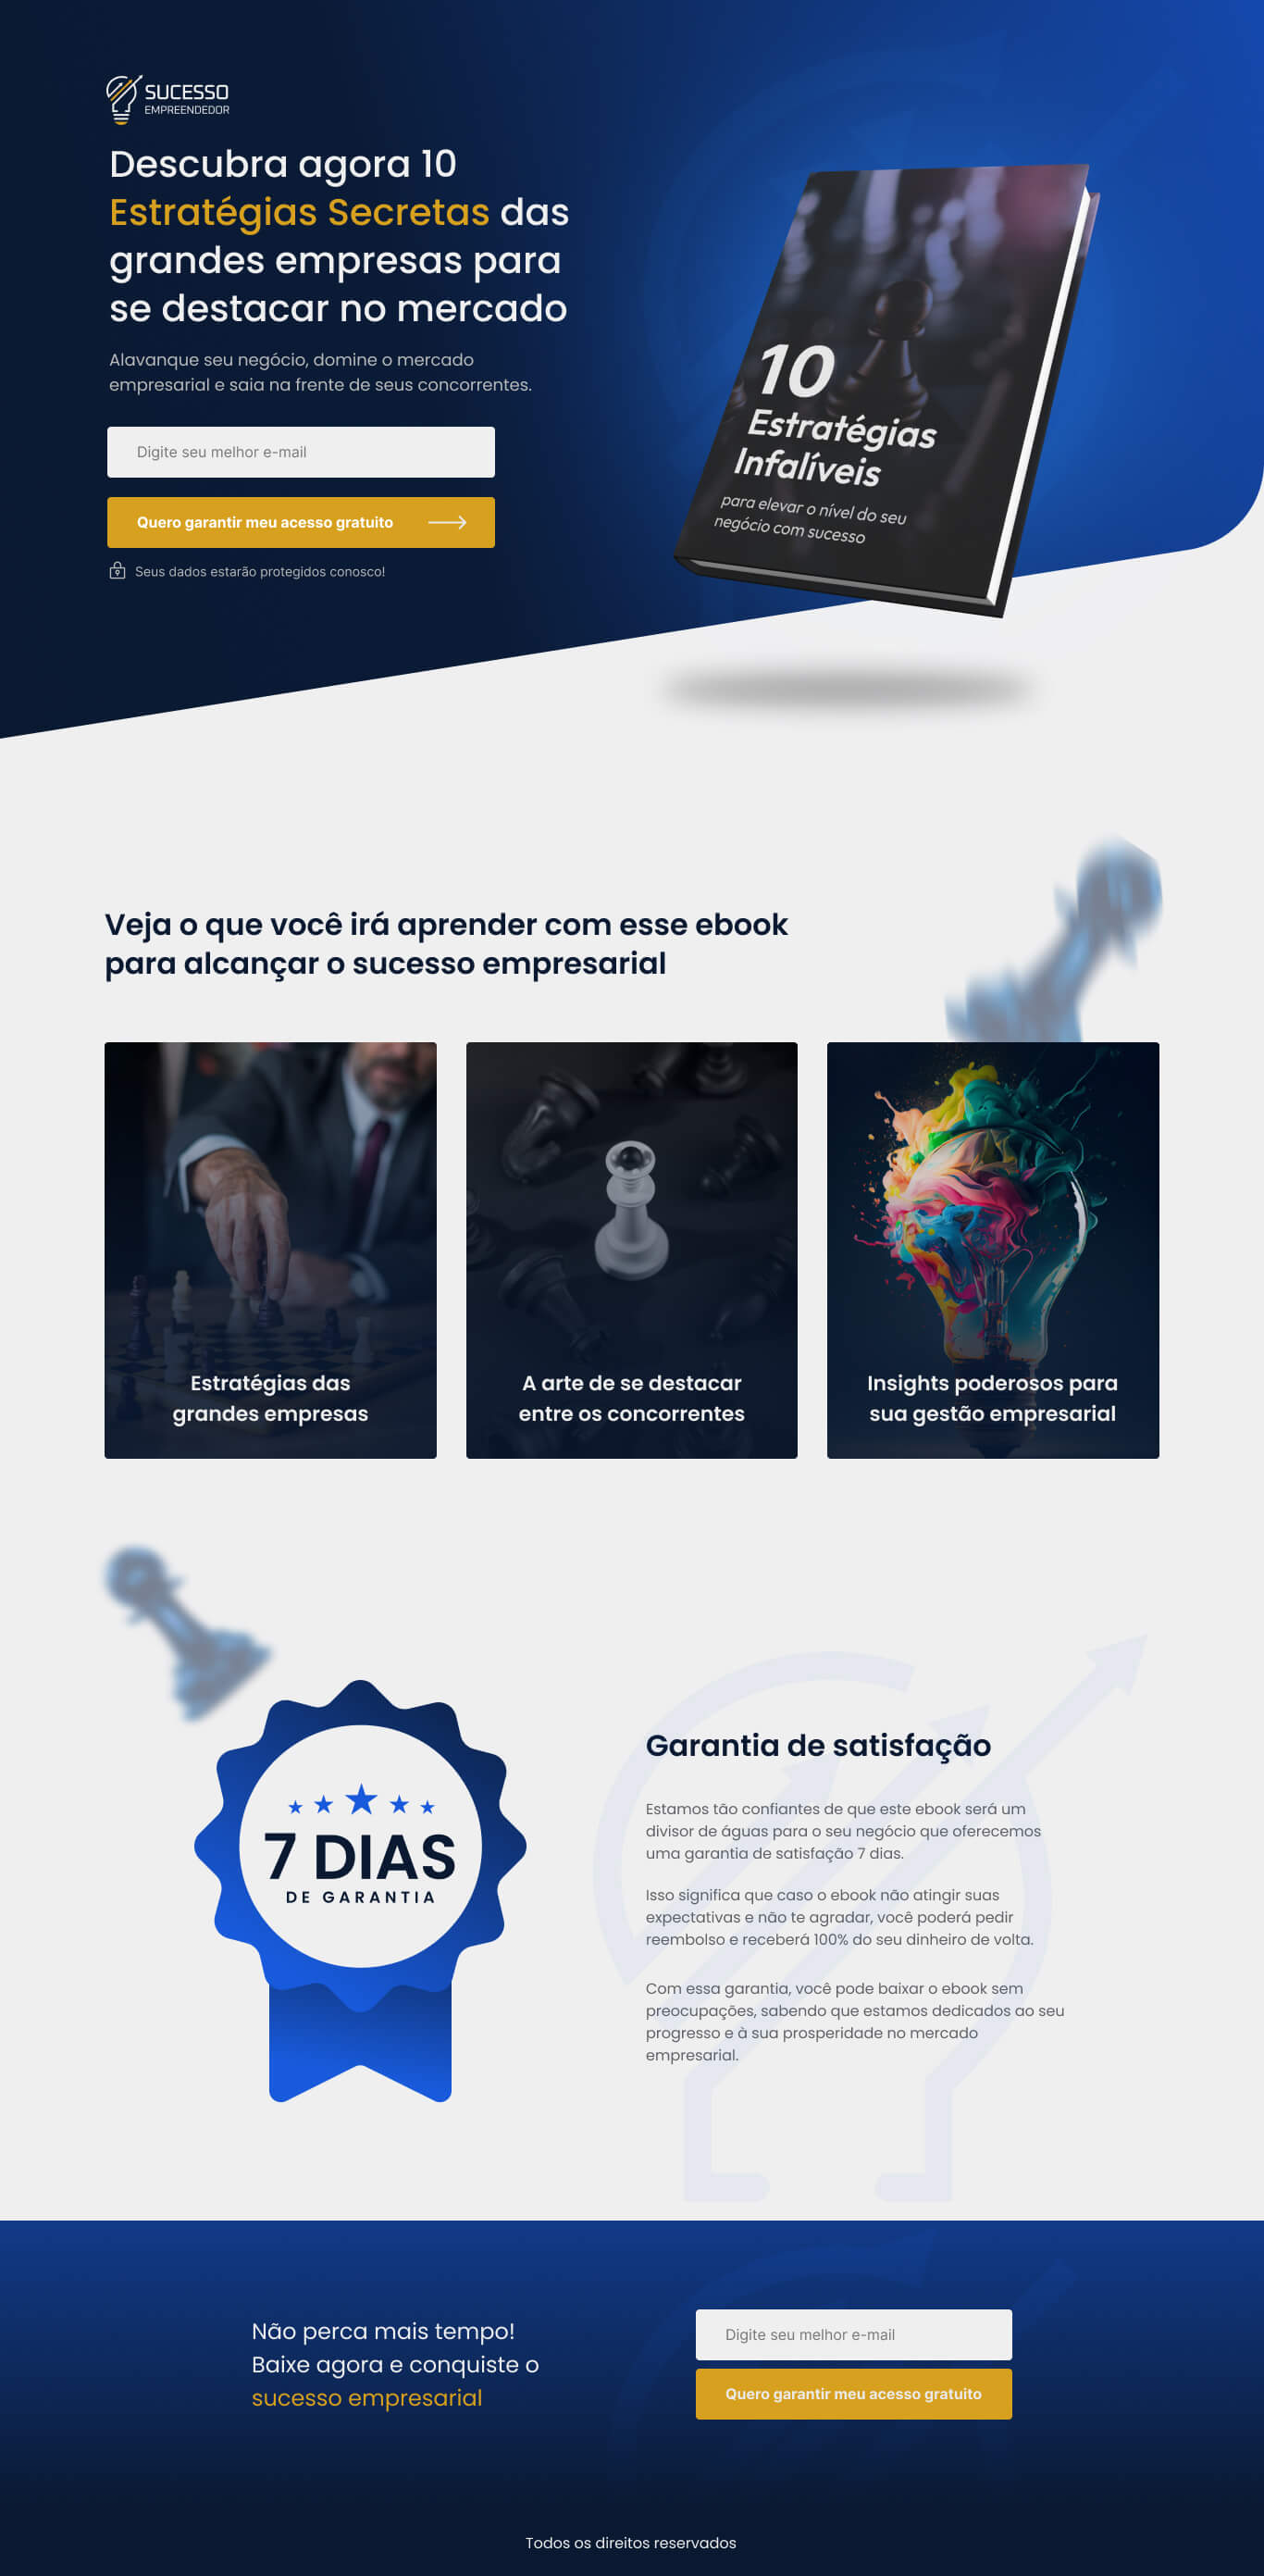 SUCESSO
EMPREENDEDOR
Descubra agora 10
Estratégias Secretas das
grandes empresas para
se destacar no mercado
Alavanque seu negócio, domine o mercado
empresarial e saia na frente de seus concorrentes.
Digite seu melhor e-mail
Quero garantir meu acesso gratuito
Seus dados estarão protegidos conosco!
10
Estratégias
Infalíveis
para elevar o nível do seu
negócio com sucesso
Veja o que você irá aprender com esse ebook
para alcançar o sucesso empresarial
Estratégias das
grandes empresas
A arte de se destacar
entre os concorrentes
Insights poderosos para
sua gestão empresarial
7 DIAS
DE GARANTIA
Garantia de satisfação
Estamos tão confiantes de que este ebook será um
divisor de águas para o seu negócio que oferecemos
uma garantia de satisfação 7 dias.
Isso significa que caso o ebook não atingir suas
expectativas e não te agradar, você poderá pedir
reembolso e receberá 100% do seu dinheiro de volta.
Com essa garantia, você pode baixar o ebook sem
preocupações, sabendo que estamos dedicados ao seu
progresso e à sua prosperidade no mercado
empresarial.
Não perca mais tempo!
Baixe agora e conquiste o
sucesso empresarial
Digite seu melhor e-mail
Quero garantir meu acesso gratuito
Todos os direitos reservados